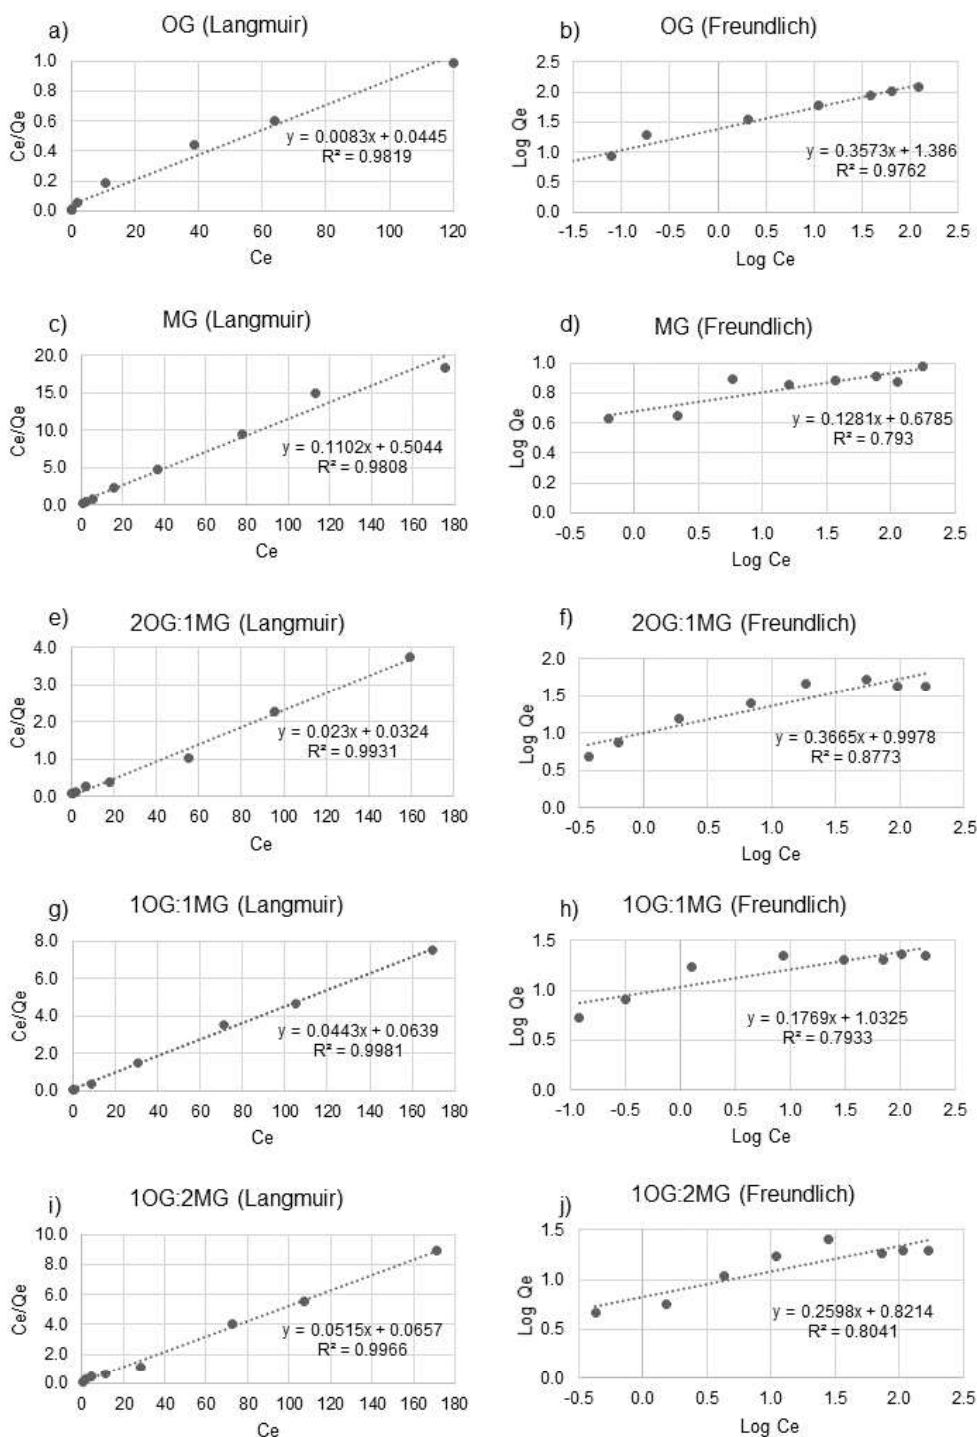 a)
OG (Langmuir)
1.0
0.8
0.6
0.4
0.2
0.0
Ce/Qe
y = 0.0083x + 0.0445
R² = 0.9819
0 20 40 60 80 100 120
Ce
b)
OG (Freundlich)
2.5
2.0
1.5
1.0
0.5
0.0
Log Qe
y = 0.3573x + 1.386
R² = 0.9762
-1.5 -1.0 -0.5 0.0 0.5 1.0 1.5 2.0 2.5
Log Ce
c)
MG (Langmuir)
20.0
15.0
10.0
5.0
0.0
Ce/Qe
y = 0.1102x + 0.5044
R² = 0.9808
0 20 40 60 80 100 120 140 160 180
Ce
d)
MG (Freundlich)
1.0
0.8
0.6
0.4
0.2
0.0
Log Qe
y = 0.1281x + 0.6785
R² = 0.793
-0.5 0.0 0.5 1.0 1.5 2.0 2.5
Log Ce
e)
2OG:1MG (Langmuir)
4.0
3.0
2.0
1.0
0.0
Ce/Qe
y = 0.023x + 0.0324
R² = 0.9931
0 20 40 60 80 100 120 140 160 180
Ce
f)
2OG:1MG (Freundlich)
2.0
1.5
1.0
0.5
0.0
Log Qe
y = 0.3665x + 0.9978
R² = 0.8773
-0.5 0.0 0.5 1.0 1.5 2.0 2.5
Log Ce
g)
1OG:1MG (Langmuir)
8.0
6.0
4.0
2.0
0.0
Ce/Qe
y = 0.0443x + 0.0639
R² = 0.9981
0 20 40 60 80 100 120 140 160 180
Ce
h)
1OG:1MG (Freundlich)
1.5
1.0
0.5
0.0
Log Qe
y = 0.1769x + 1.0325
R² = 0.7933
-1.0 -0.5 0.0 0.5 1.0 1.5 2.0 2.5
Log Ce
i)
1OG:2MG (Langmuir)
10.0
8.0
6.0
4.0
2.0
0.0
Ce/Qe
y = 0.0515x + 0.0657
R² = 0.9966
0 20 40 60 80 100 120 140 160 180
Ce
j)
1OG:2MG (Freundlich)
1.5
1.0
0.5
0.0
Log Qe
y = 0.2598x + 0.8214
R² = 0.8041
-0.5 0.0 0.5 1.0 1.5 2.0 2.5
Log Ce